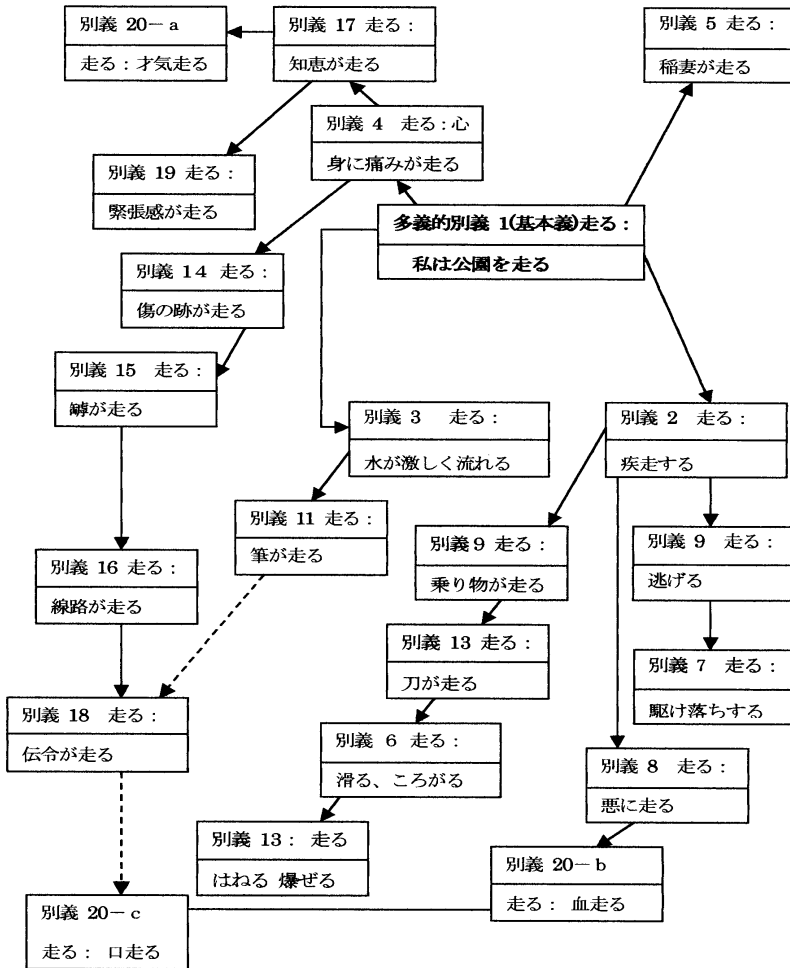 別義 20－a
走る：才気走る
別義 17 走る：
知恵が走る
別義 5 走る：
稲妻が走る
別義 4 走る：心
身に痛みが走る
別義 19 走る：
緊張感が走る
多義的別義 1(基本義)走る：
私は公園を走る
別義 14 走る：
傷の跡が走る
別義 15 走る：
罅が走る
別義 3 走る：
水が激しく流れる
別義 2 走る：
疾走する
別義 11 走る：
筆が走る
別義 9 走る：
乗り物が走る
別義 9 走る：
逃げる
別義 16 走る：
線路が走る
別義 13 走る：
刀が走る
別義 7 走る：
駆け落ちする
別義 18 走る：
伝令が走る
別義 6 走る：
滑る、ころがる
別義 8 走る：
悪に走る
別義 13： 走る
はねる 爆ぜる
別義 20－b
走る： 血走る
別義 20－c
走る： 口走る